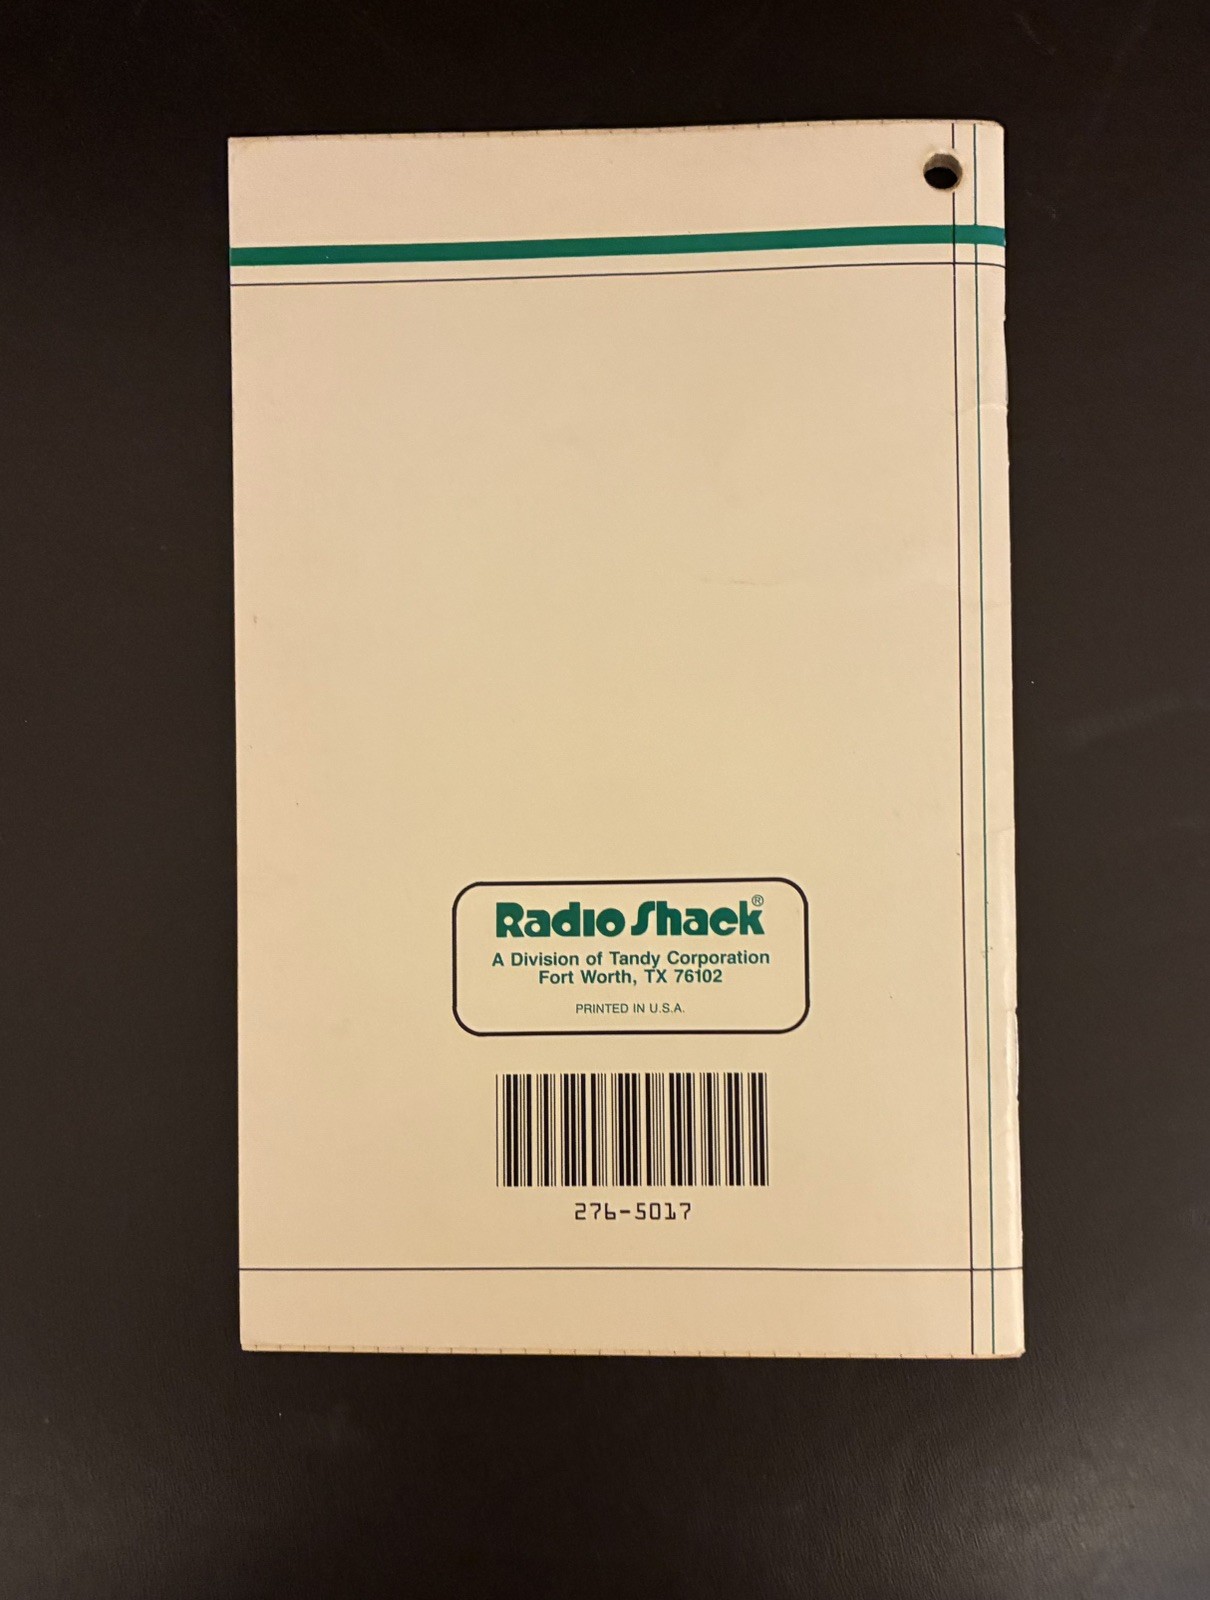 Radio Shack®
A Division of Tandy Corporation
Fort Worth, TX 76102
PRINTED IN U.S.A.
276-5017